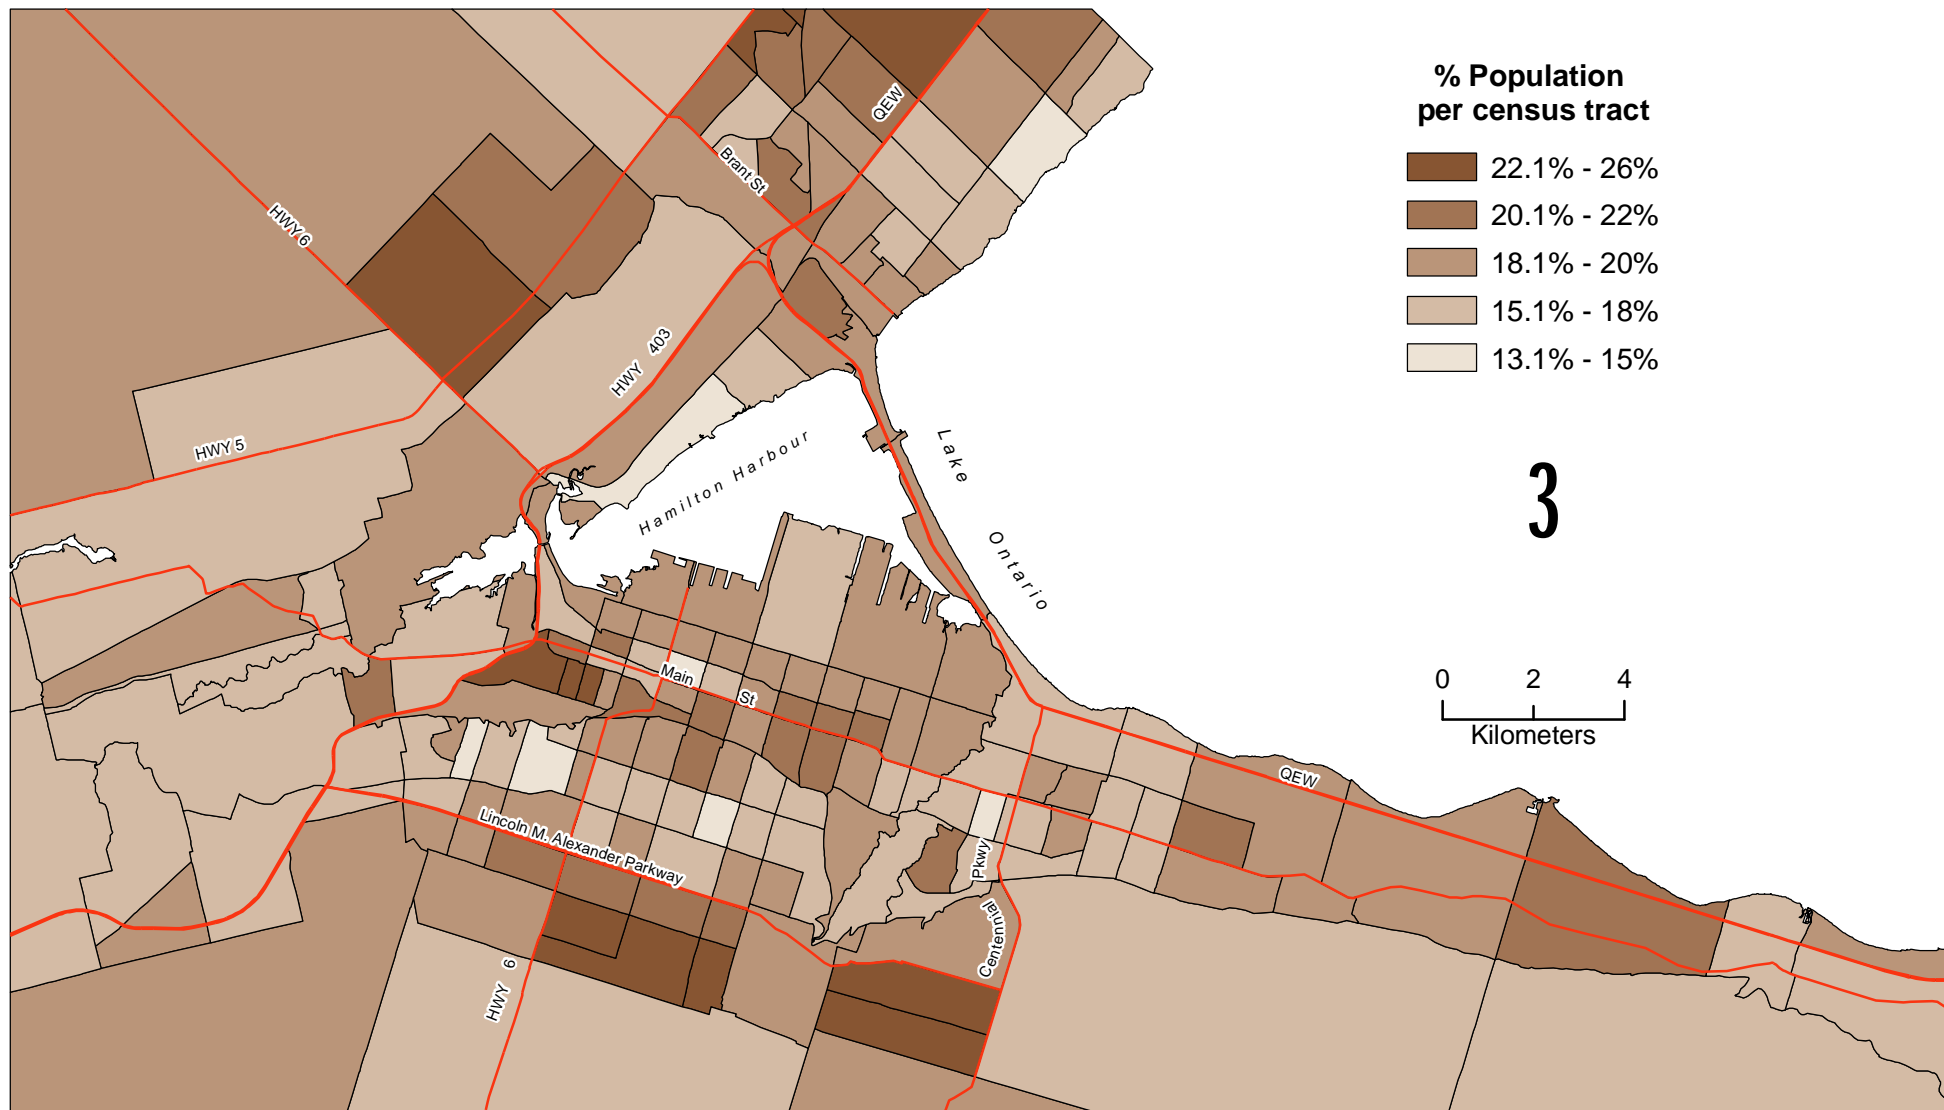 % Population
per census tract
22.1% - 26%
20.1% - 22%
18.1% - 20%
15.1% - 18%
13.1% - 15%
3
0 2 4
Kilometers
QEW
Brant St
HWY 6
HWY 403
HWY 5
Hamilton Harbour
Lake Ontario
Main St
QEW
Lincoln M. Alexander Parkway
Centennial Pkwy
HWY 6